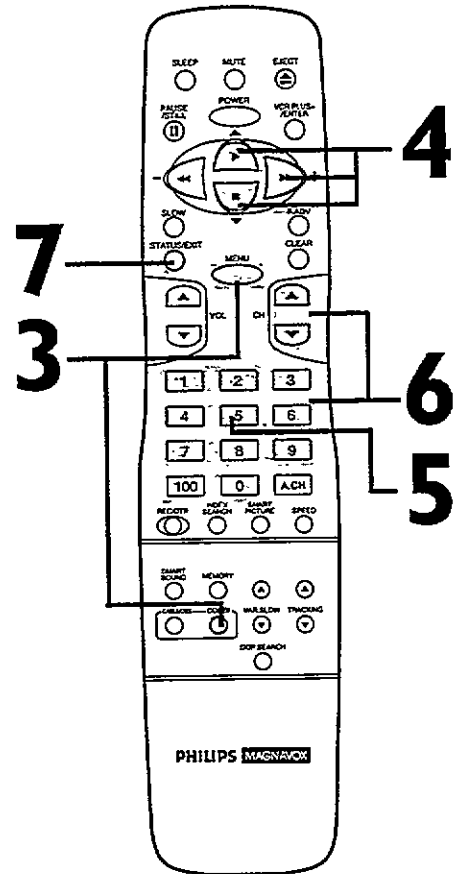 SLEEP MUTE EJECT
PAUSE
/STILL
POWER
VCR PLUS+
/ENTER
4
SLOW F.ADV
STATUS/EXIT CLEAR
7
MENU
VOL CH
3
6
1 2 3
4 5 6
5
7 8 9
100 0 A.CH
REC/OTR
INDEX
SEARCH
SMART
PICTURE
SPEED
SMART
SOUND
MEMORY
VAR.SLOW TRACKING
SKIP SEARCH
PHILIPS MAGNAVOX